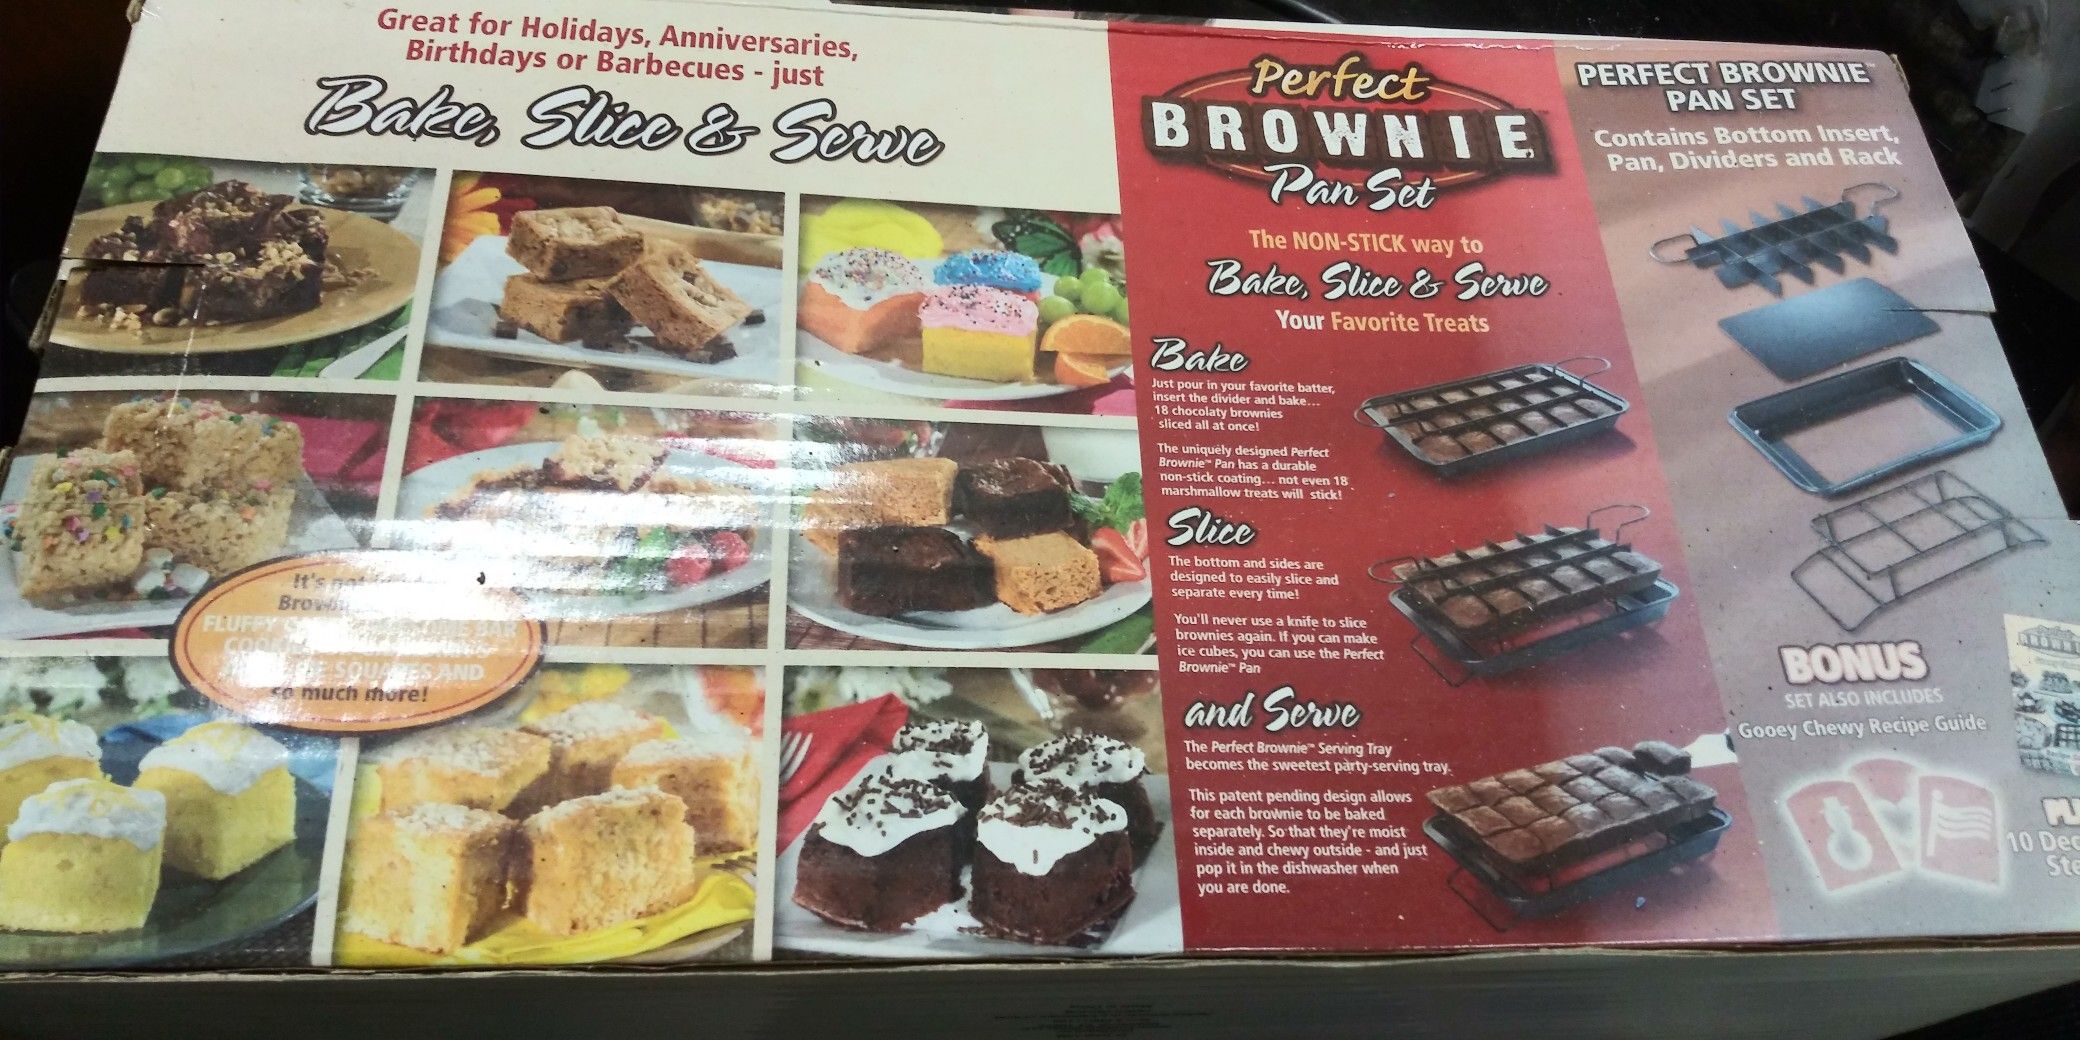 Great for Holidays, Anniversaries,
Birthdays or Barbecues - just
Bake, Slice & Serve
It's
FLUFFY
SQUARES AND
so much more!
Perfect
BROWNIE™
Pan Set
The NON-STICK way to
Bake, Slice & Serve
Your Favorite Treats
Bake
Just pour in your favorite batter,
insert the divider and bake...
18 chocolaty brownies
sliced all at once!
The uniquely designed Perfect
Brownie™ Pan has a durable
non-stick coating... not even 18
marshmallow treats will stick!
Slice
The bottom and sides are
designed to easily slice and
separate every time!
You'll never use a knife to slice
brownies again. If you can make
ice cubes, you can use the Perfect
Brownie™ Pan
and Serve
The Perfect Brownie™ Serving Tray
becomes the sweetest party-serving tray.
This patent pending design allows
for each brownie to be baked
separately. So that they're moist
inside and chewy outside - and just
pop it in the dishwasher when
you are done.
PERFECT BROWNIE™
PAN SET
Contains Bottom Insert,
Pan, Dividers and Rack
BONUS
SET ALSO INCLUDES
Gooey Chewy Recipe Guide
10